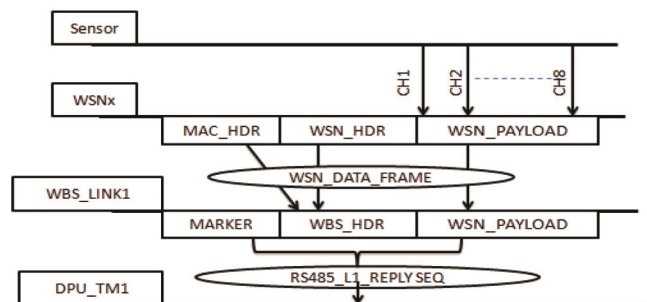 Sensor
CH1
CH2
CH8
WSNx
MAC_HDR WSN_HDR WSN_PAYLOAD
WSN_DATA_FRAME
WBS_LINK1
MARKER WBS_HDR WSN_PAYLOAD
RS485_L1_REPLY SEQ
DPU_TM1